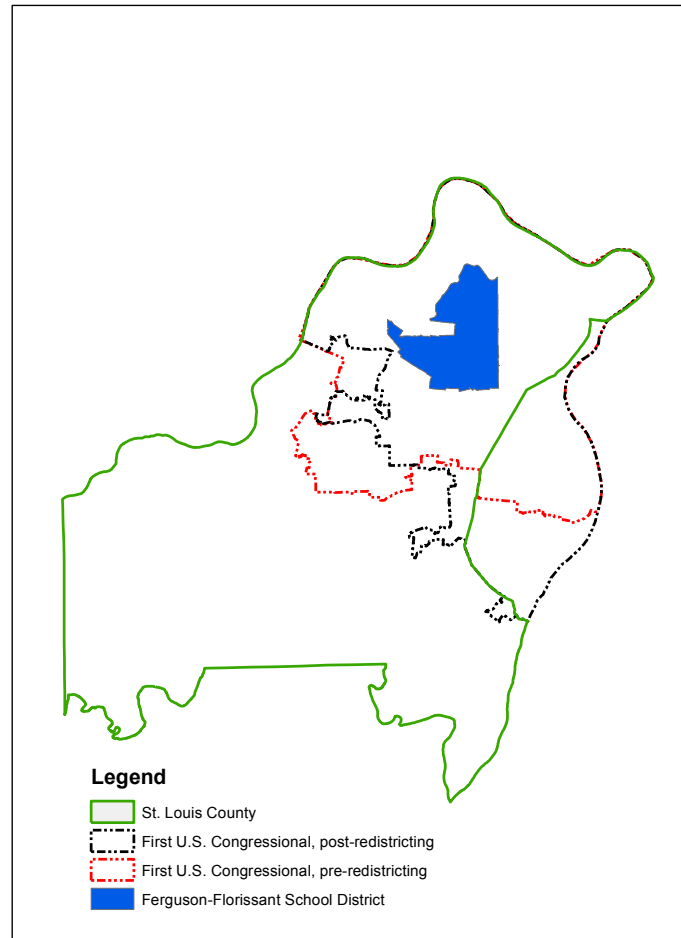 Legend
St. Louis County
First U.S. Congressional, post-redistricting
First U.S. Congressional, pre-redistricting
Ferguson-Florissant School District